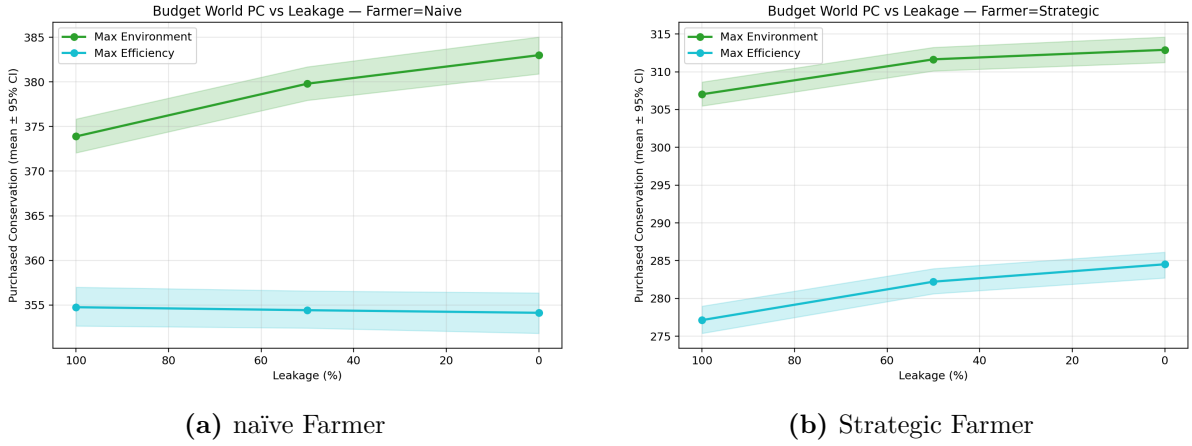 Budget World PC vs Leakage — Farmer=Naive
Max Environment
Max Efficiency
Purchased Conservation (mean ± 95% CI)
385
380
375
370
365
360
355
100
80
60
40
20
0
Leakage (%)
(a) naïve Farmer
Budget World PC vs Leakage — Farmer=Strategic
Max Environment
Max Efficiency
Purchased Conservation (mean ± 95% CI)
315
310
305
300
295
290
285
280
275
100
80
60
40
20
0
Leakage (%)
(b) Strategic Farmer